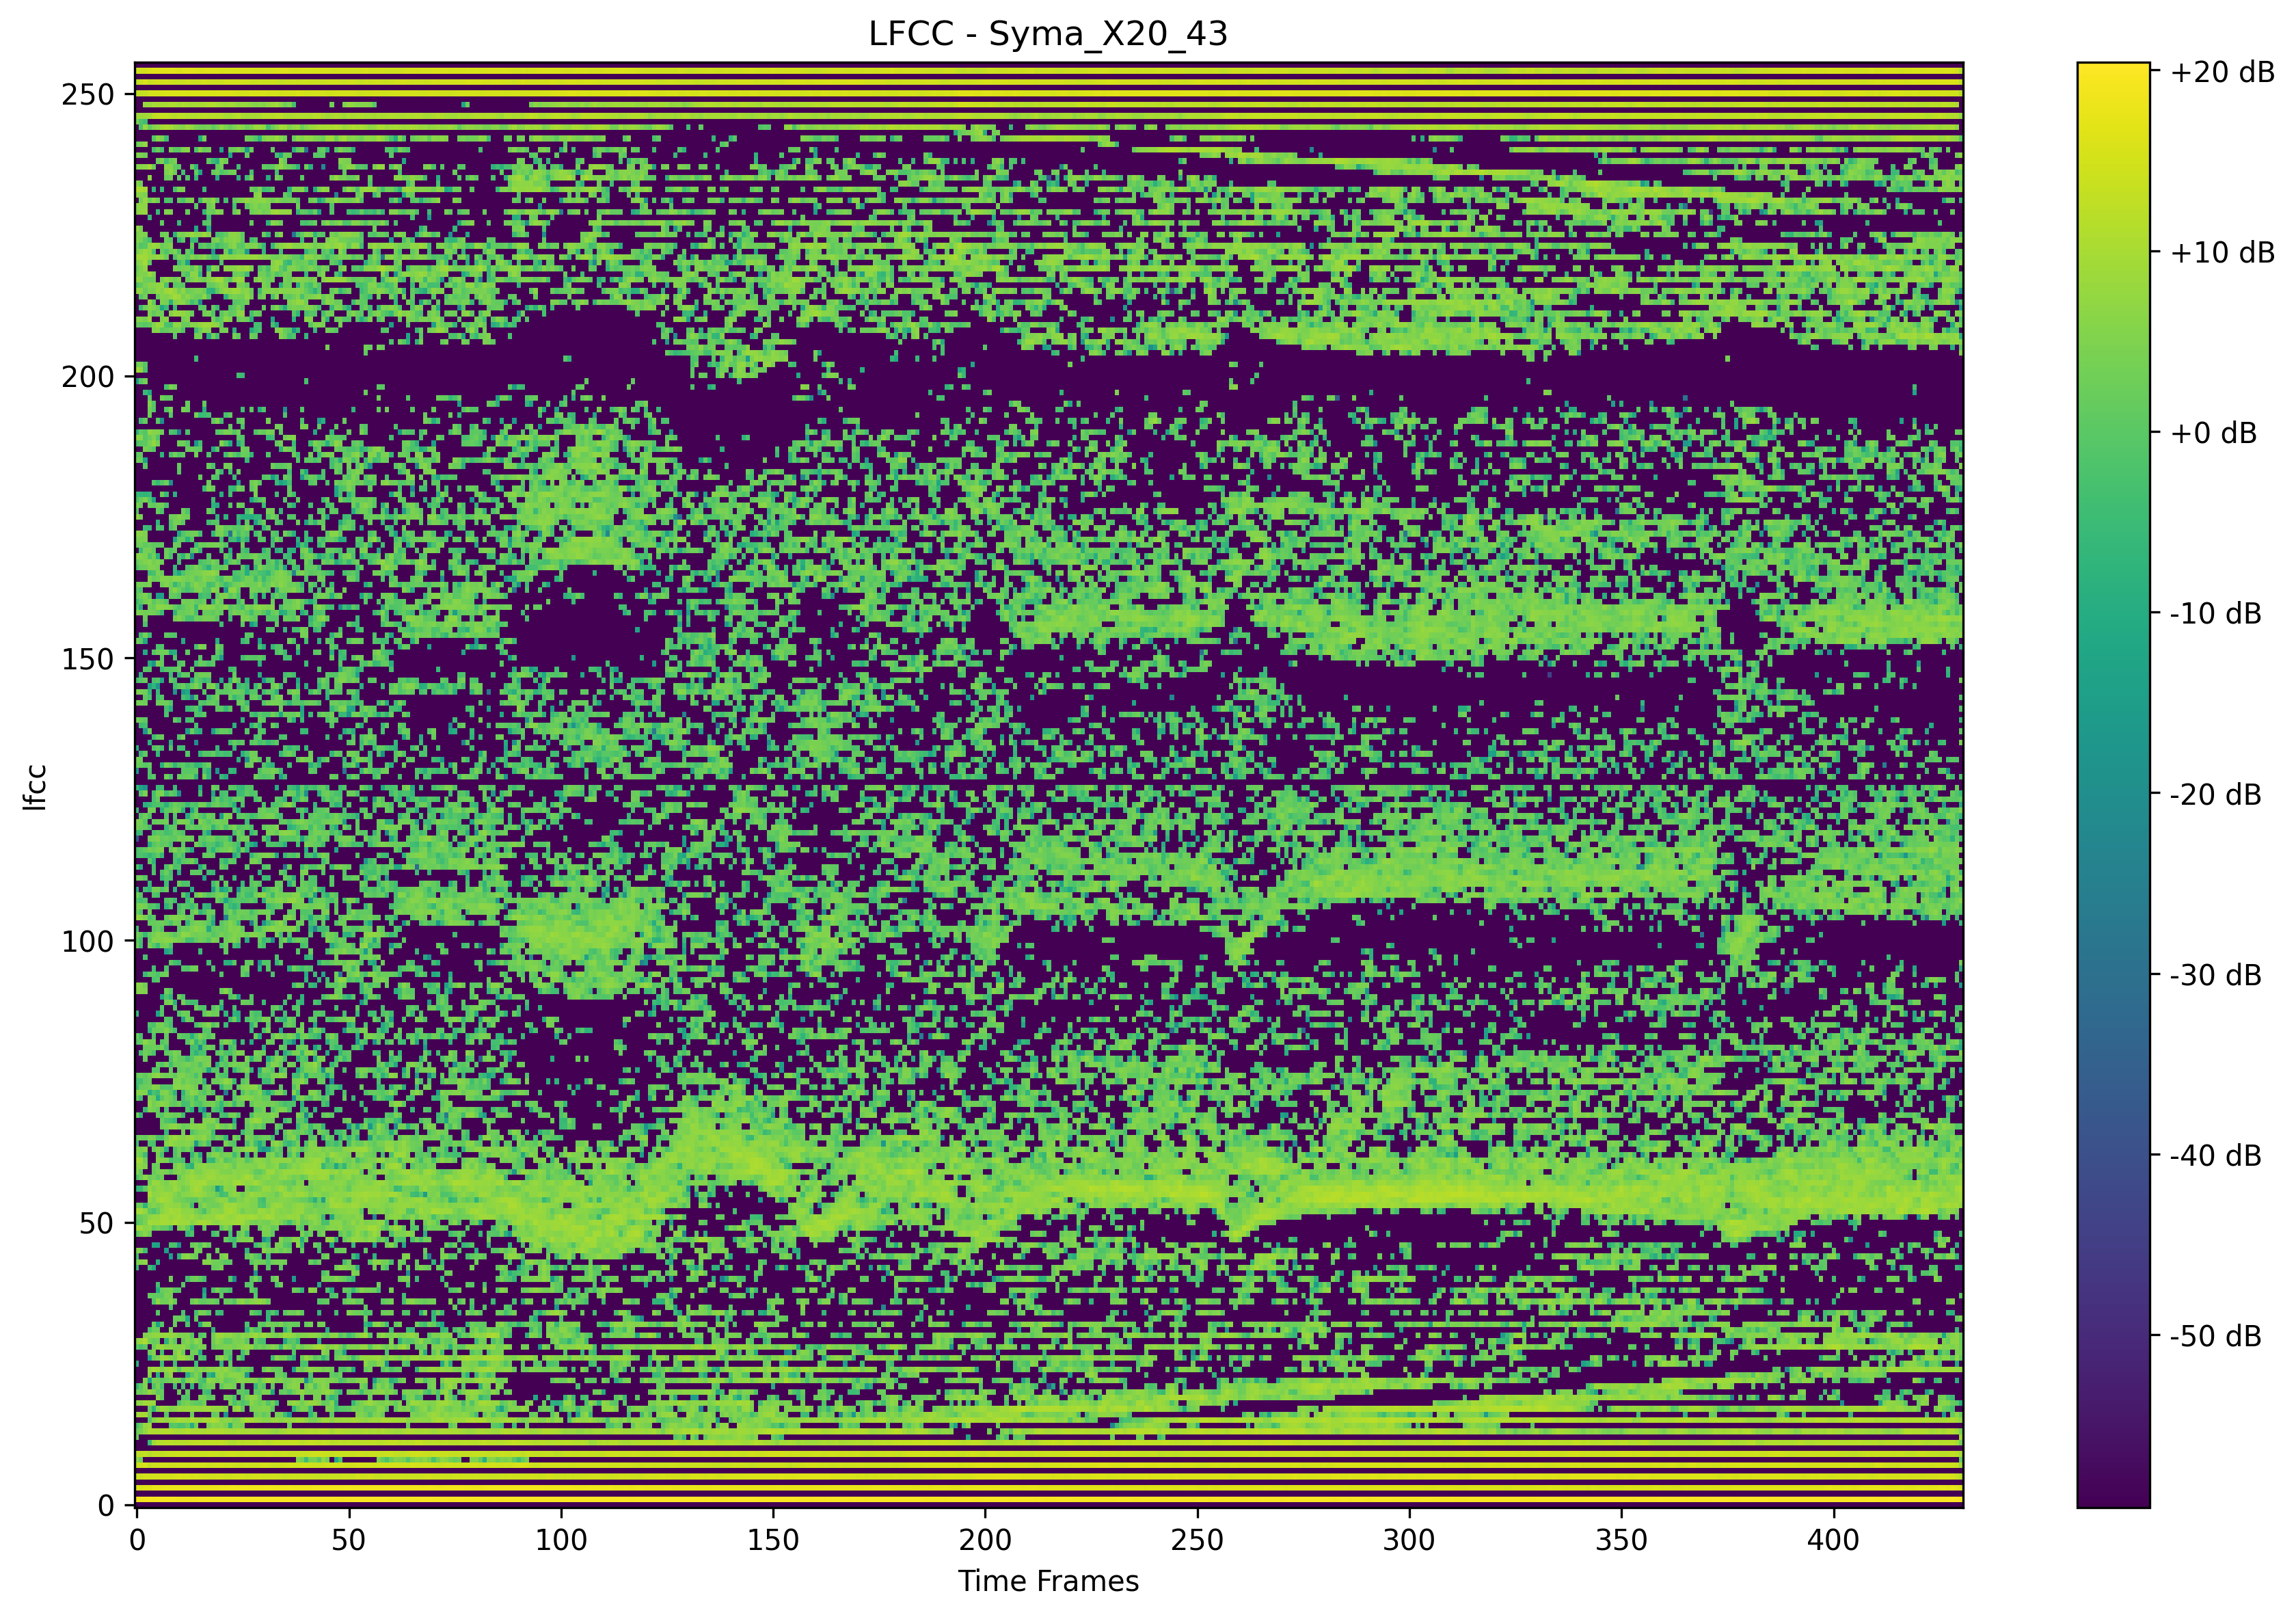 LFCC - Syma_X20_43
250
200
150
100
50
0
lfcc
0 50 100 150 200 250 300 350 400
Time Frames
+20 dB
+10 dB
+0 dB
-10 dB
-20 dB
-30 dB
-40 dB
-50 dB